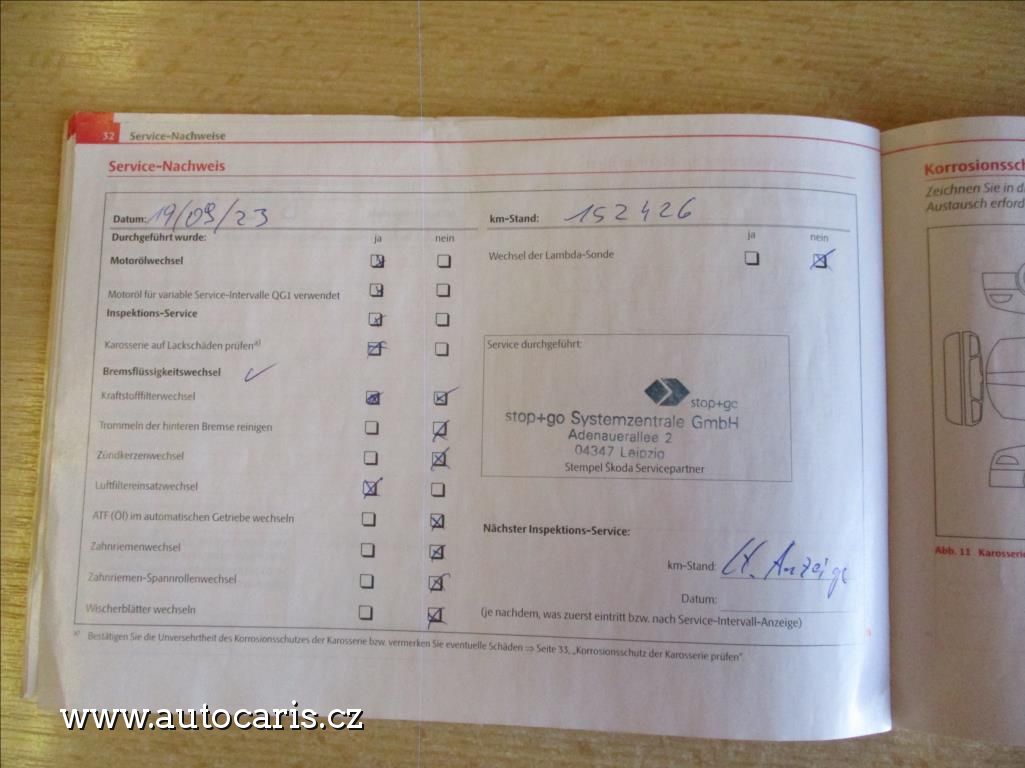 32 Service-Nachweise
Service-Nachweis
Datum: 19/09/23
km-Stand: 152426
Durchgeführt wurde: ja nein
ja nein
Motorölwechsel
Wechsel der Lambda-Sonde
Motoröl für variable Service-Intervalle QG1 verwendet
Inspektions-Service
Karosserie auf Lackschäden prüfen a)
Bremsflüssigkeitswechsel
Kraftstofffilterwechsel
Trommeln der hinteren Bremse reinigen
Zündkerzenwechsel
Luftfiltereinsatzwechsel
ATF (Öl) im automatischen Getriebe wechseln
Zahnriemenwechsel
Zahnriemen-Spannrollenwechsel
Wischerblätter wechseln
Service durchgeführt:
stop+go
stop+go Systemzentrale GmbH
Adenauerallee 2
04347 Leipzig
Stempel Škoda Servicepartner
Nächster Inspektions-Service:
km-Stand: lt. Anzeige
Datum:
(je nachdem, was zuerst eintritt bzw. nach Service-Intervall-Anzeige)
a) Bestätigen Sie die Unversehrtheit des Korrosionsschutzes der Karosserie bzw. vermerken Sie eventuelle Schäden ⇒ Seite 33, „Korrosionsschutz der Karosserie prüfen".
Korrosionssch
Zeichnen Sie in d
Austausch erford
Abb. 11 Karosserie
www.autocaris.cz